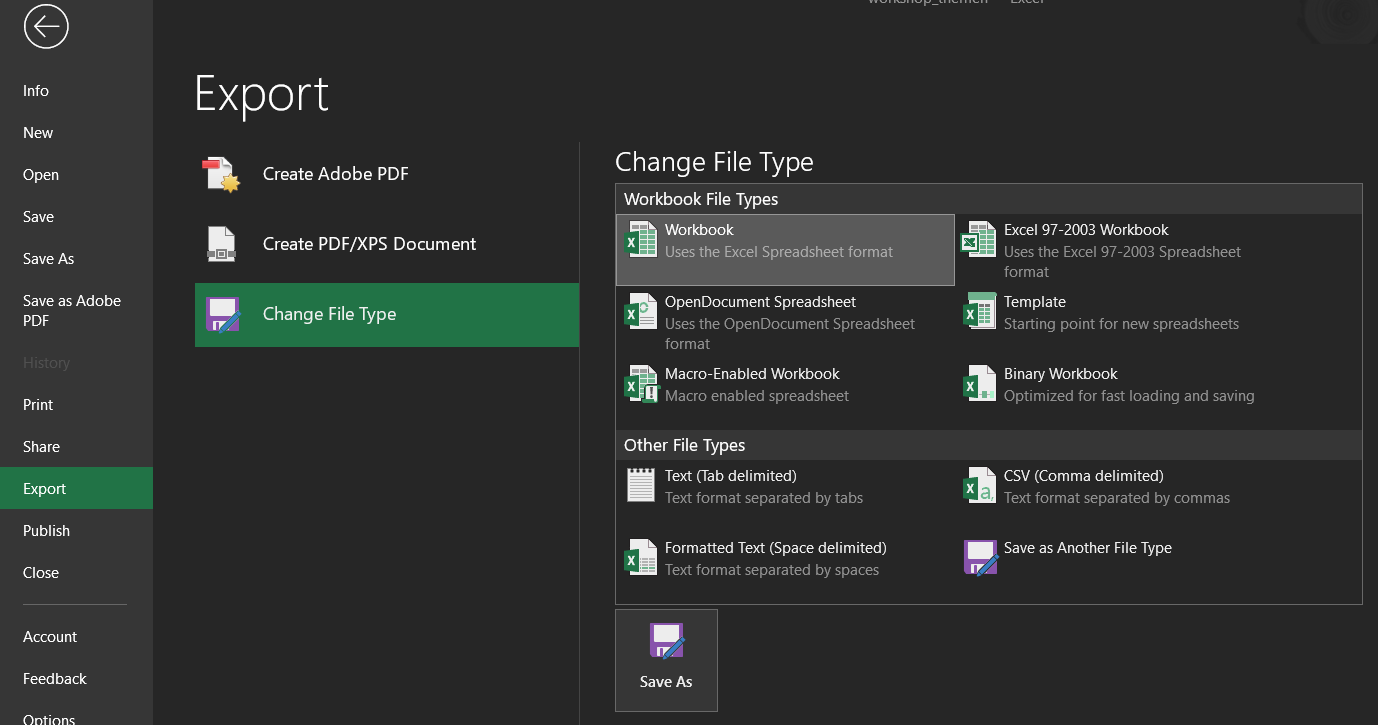 Excel
Info
New
Open
Save
Save As
Save as Adobe
PDF
History
Print
Share
Export
Publish
Close
Account
Feedback
Options
Export
Create Adobe PDF
Create PDF/XPS Document
Change File Type
Change File Type
Workbook File Types
Workbook
Uses the Excel Spreadsheet format
Excel 97-2003 Workbook
Uses the Excel 97-2003 Spreadsheet
format
OpenDocument Spreadsheet
Uses the OpenDocument Spreadsheet
format
Template
Starting point for new spreadsheets
Macro-Enabled Workbook
Macro enabled spreadsheet
Binary Workbook
Optimized for fast loading and saving
Other File Types
Text (Tab delimited)
Text format separated by tabs
CSV (Comma delimited)
Text format separated by commas
Formatted Text (Space delimited)
Text format separated by spaces
Save as Another File Type
Save As